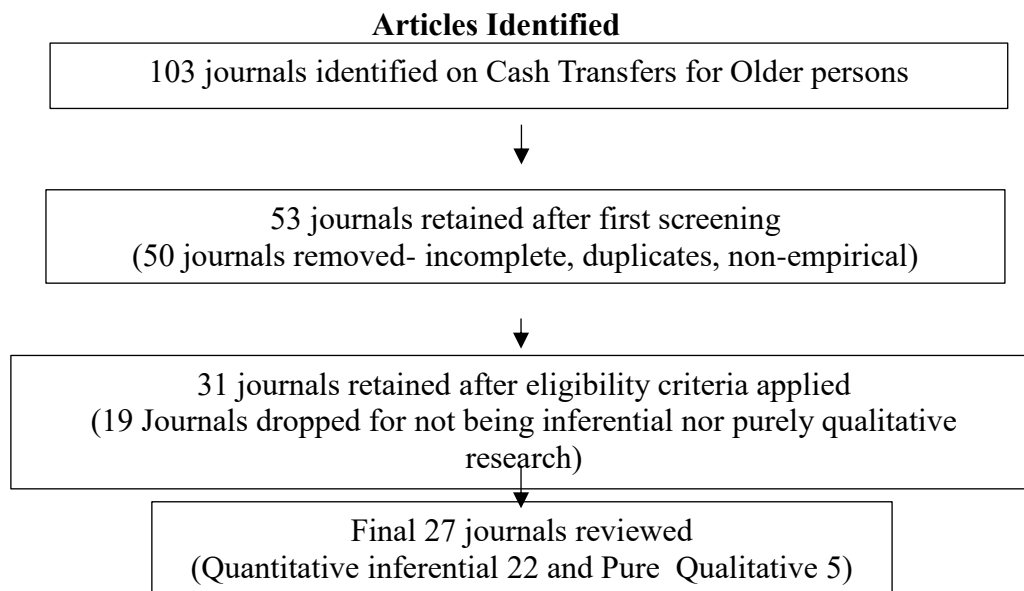 Articles Identified
103 journals identified on Cash Transfers for Older persons
53 journals retained after first screening
(50 journals removed- incomplete, duplicates, non-empirical)
31 journals retained after eligibility criteria applied
(19 Journals dropped for not being inferential nor purely qualitative
research)
Final 27 journals reviewed
(Quantitative inferential 22 and Pure Qualitative 5)